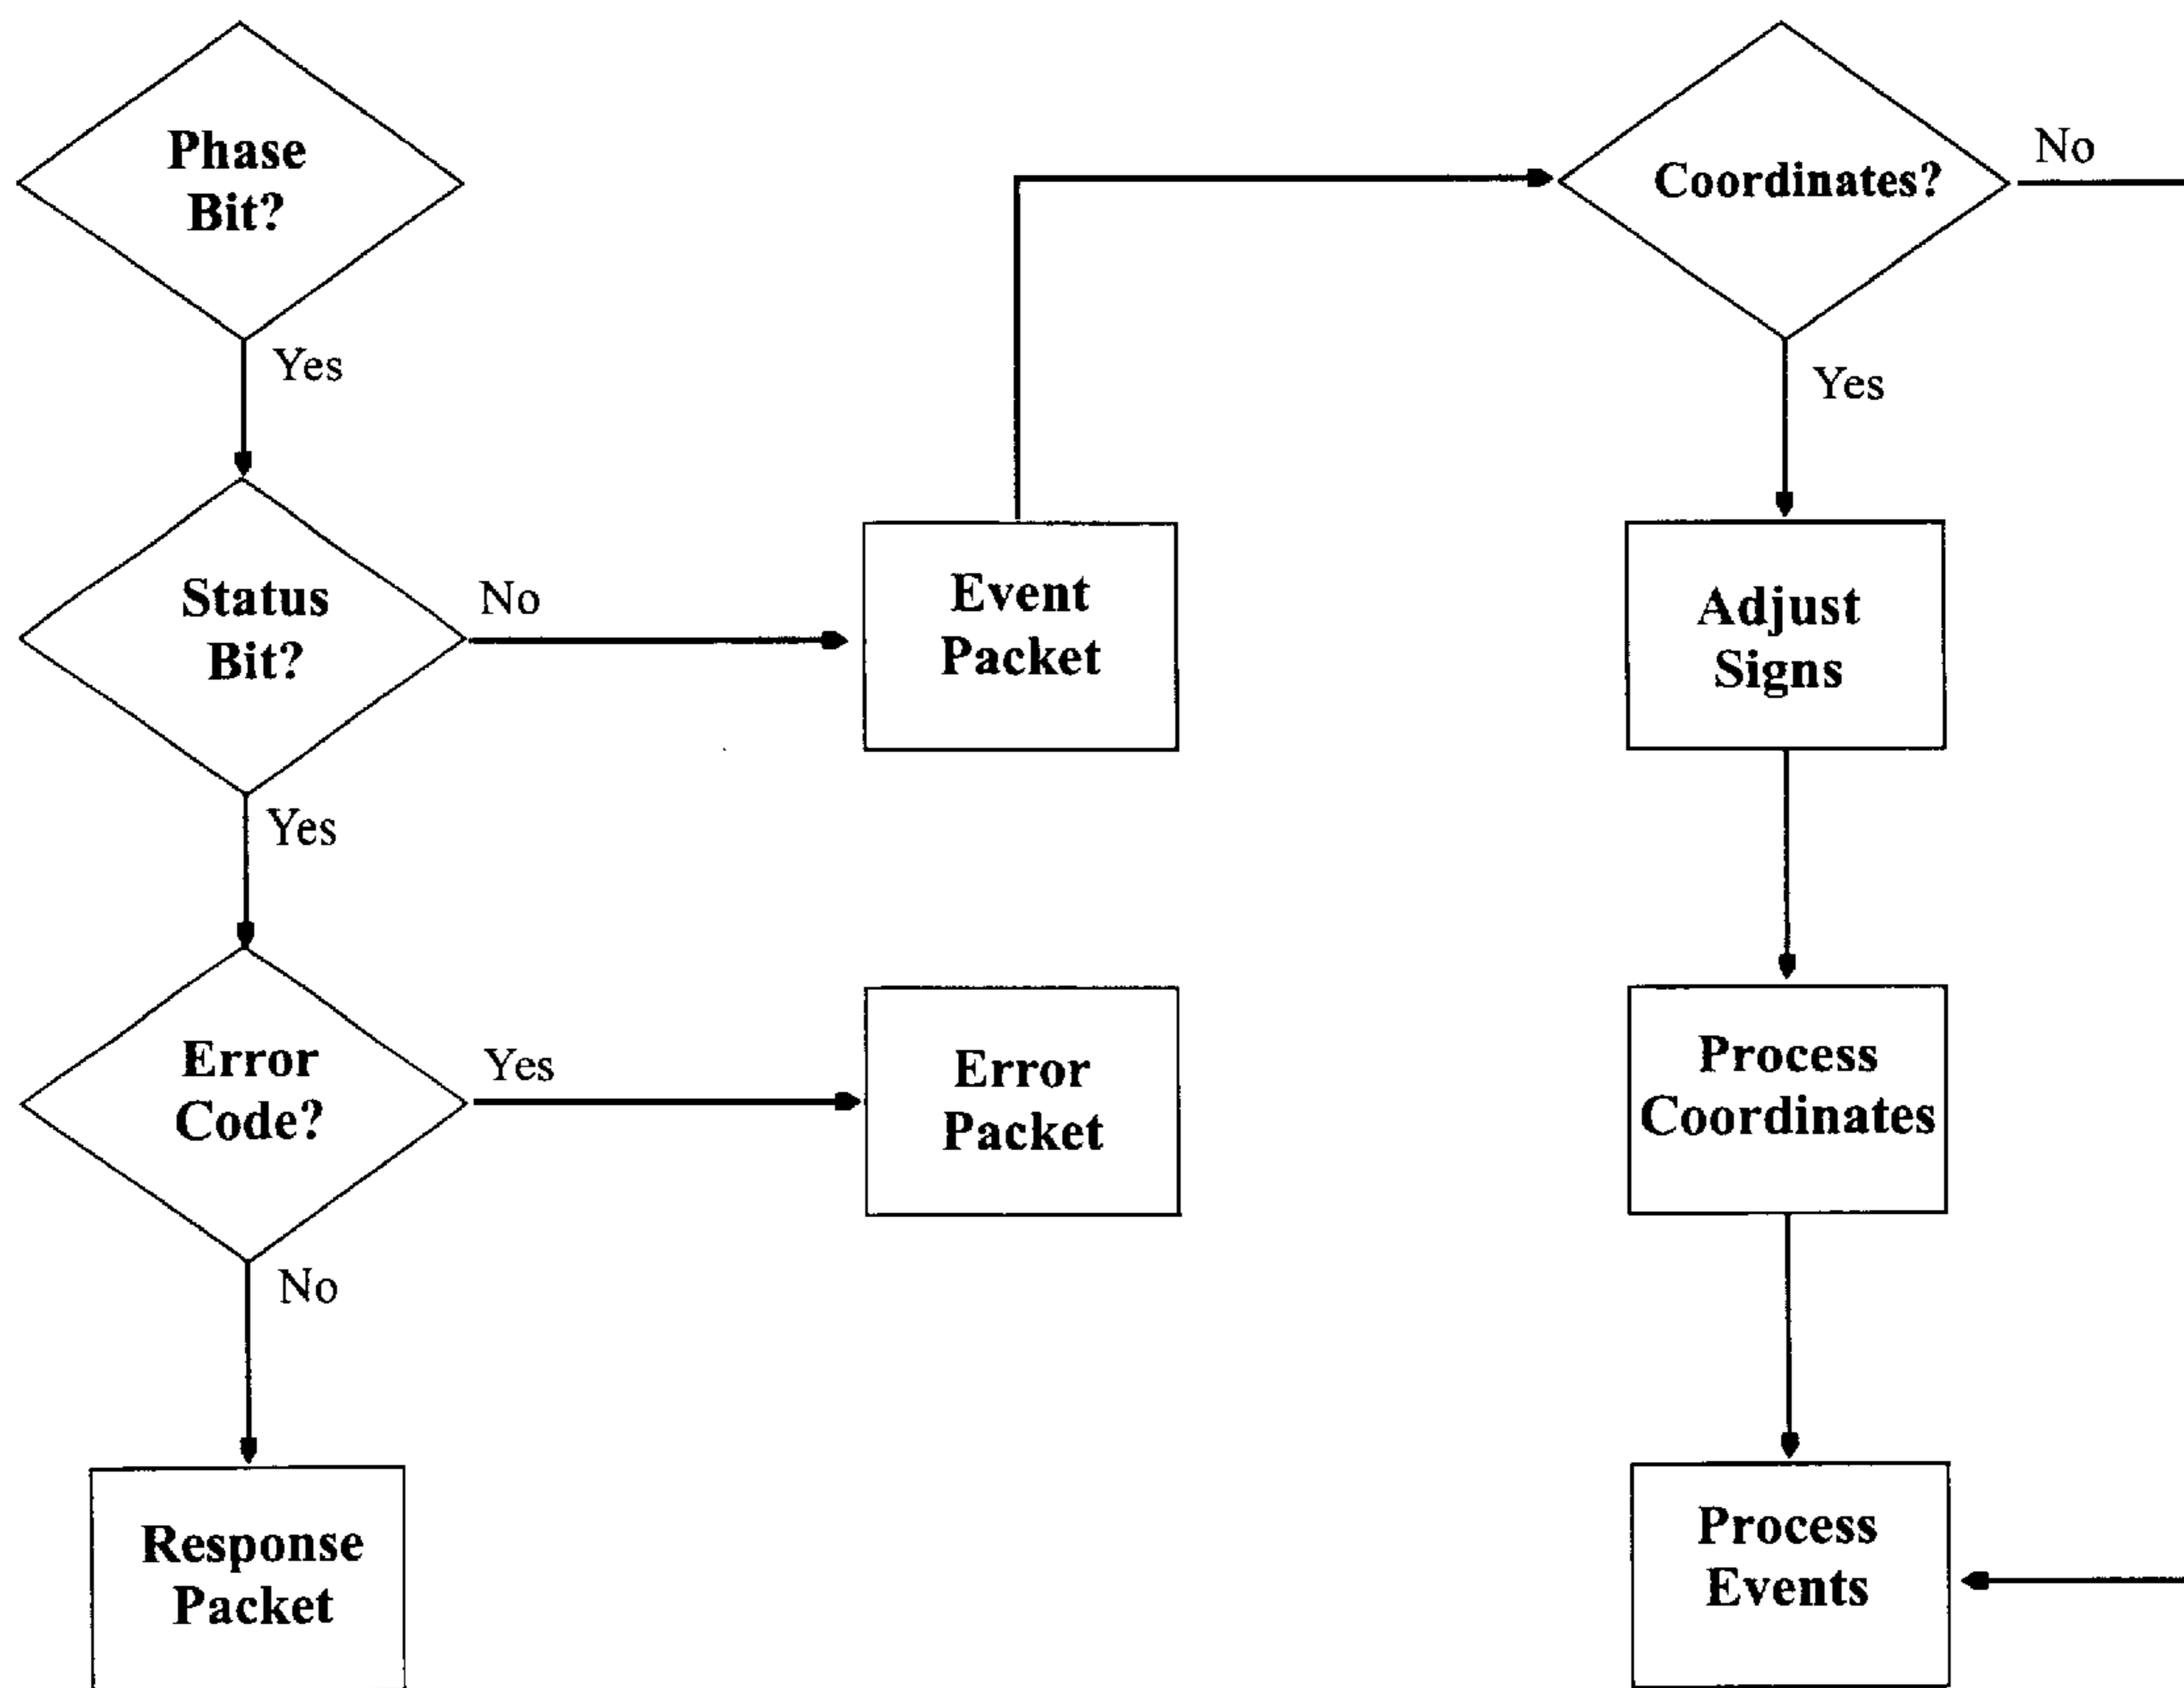 Phase
Bit?
Yes
Status
Bit?
No
Event
Packet
Yes
Error
Code?
Yes
Error
Packet
No
Response
Packet
Coordinates?
No
Yes
Adjust
Signs
Process
Coordinates
Process
Events